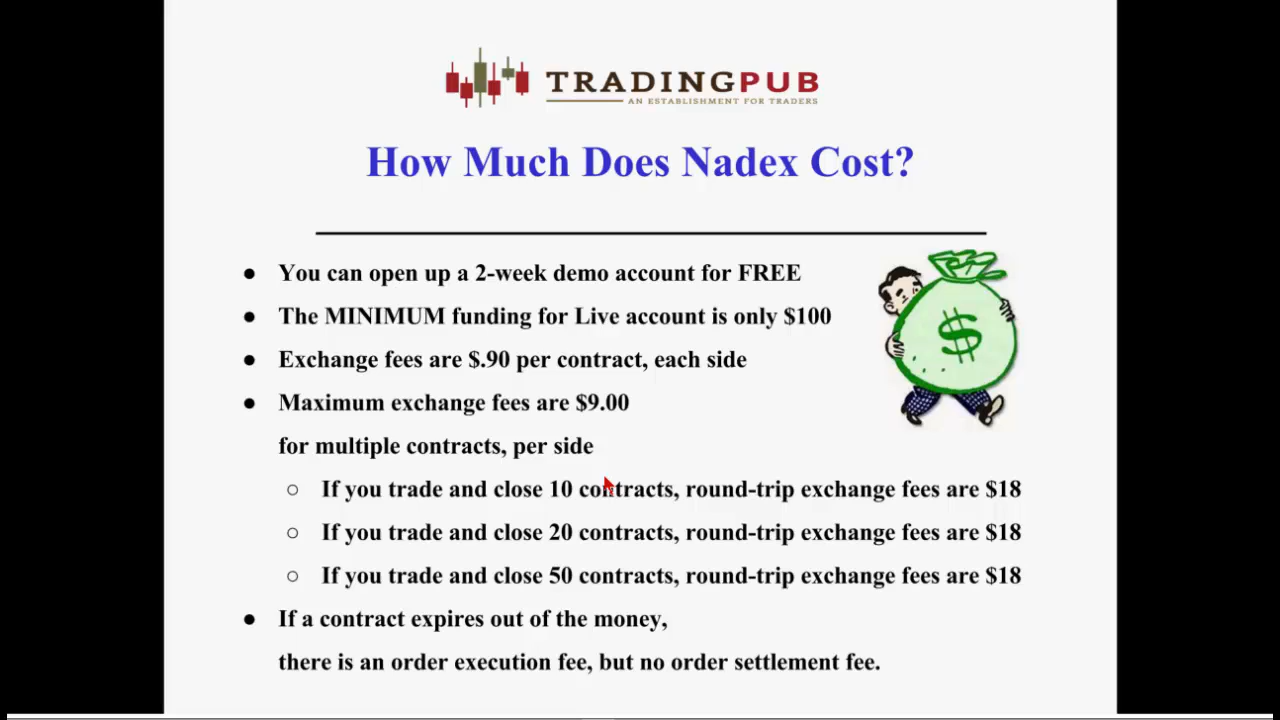 TRADINGPUB
AN ESTABLISHMENT FOR TRADERS
How Much Does Nadex Cost?
● You can open up a 2-week demo account for FREE
● The MINIMUM funding for Live account is only $100
● Exchange fees are $.90 per contract, each side
● Maximum exchange fees are $9.00
for multiple contracts, per side
○ If you trade and close 10 contracts, round-trip exchange fees are $18
○ If you trade and close 20 contracts, round-trip exchange fees are $18
○ If you trade and close 50 contracts, round-trip exchange fees are $18
● If a contract expires out of the money,
there is an order execution fee, but no order settlement fee.
$